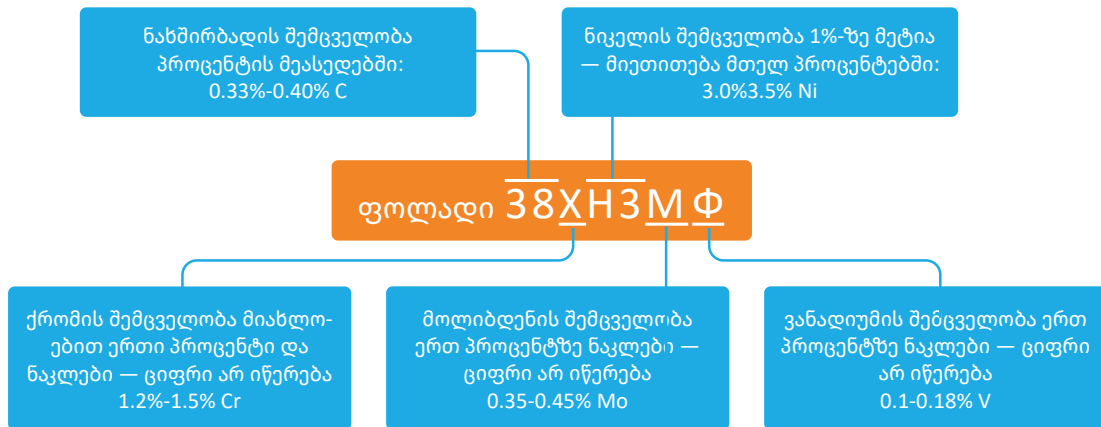 ნახშირბადის შემცველობა
პროცენტის მეასედებში:
0.33%-0.40% C
ნიკელის შემცველობა 1%-ზე მეტია
— მიეთითება მთელ პროცენტებში:
3.0%3.5% Ni
ფოლადი 38ХН3МФ
ქრომის შემცველობა მიახლო-
ებით ერთი პროცენტი და
ნაკლები — ციფრი არ იწერება
1.2%-1.5% Cr
მოლიბდენის შემცველობა
ერთ პროცენტზე ნაკლები —
ციფრი არ იწერება
0.35-0.45% Mo
ვანადიუმის შემცველობა ერთ
პროცენტზე ნაკლები — ციფრი
არ იწერება
0.1-0.18% V